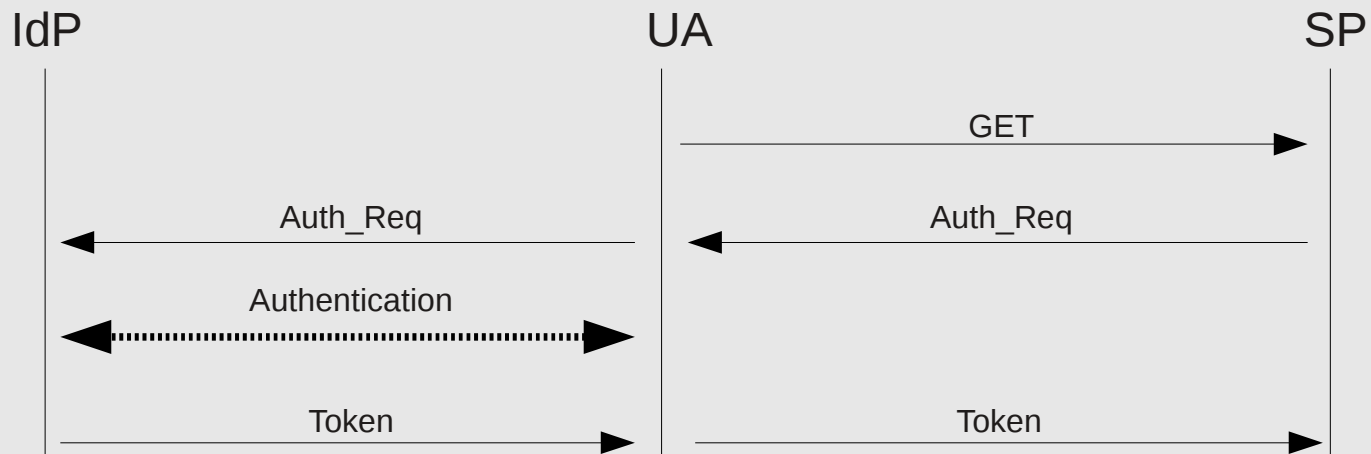 IdP UA SP
GET
Auth_Req Auth_Req
Authentication
Token Token